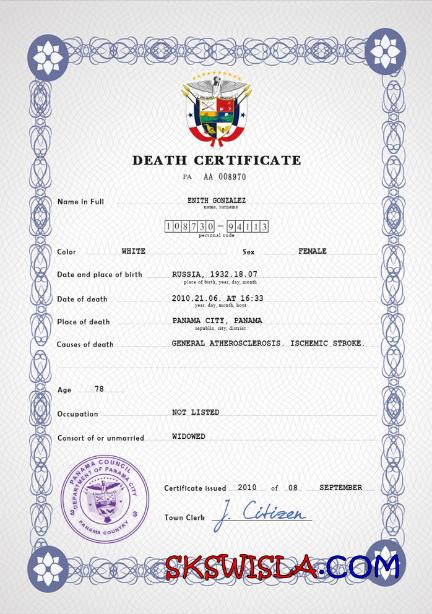 DEATH CERTIFICATE
PA AA 008970
Name in Full ENITH GONZALEZ
name, surname
108730-94113
personal code
Color WHITE Sex FEMALE
Date and place of birth RUSSIA, 1932.18.07
place of birth, year, day, month
Date of death 2010.21.06. AT 16:33
year, day, month, hour
Place of death PANAMA CITY, PANAMA
republic, city, district
Causes of death GENERAL ATHEROSCLEROSIS. ISCHEMIC STROKE.
Age 78
Occupation NOT LISTED
Consort of or unmarried WIDOWED
PANAMA COUNCIL
DEPARTMENT OF PANAMA CITY
PANAMA COUNTRY
Certificate issued 2010 of 08 SEPTEMBER
Town Clerk J. Citizen
SKSWISLA.COM